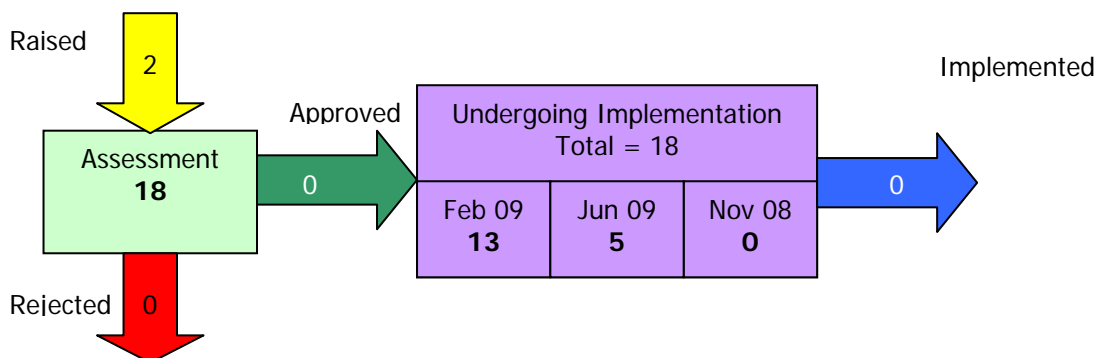 Raised
2
Implemented
Approved
Undergoing Implementation
Total = 18
Assessment
18
0
0
Feb 09
13
Jun 09
5
Nov 08
0
Rejected
0